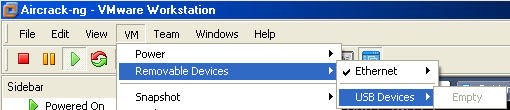 Aircrack-ng - VMware Workstation
File Edit View VM Team Windows Help
Power
Removable Devices
Ethernet
Sidebar
Snapshot
USB Devices
Empty
Powered On